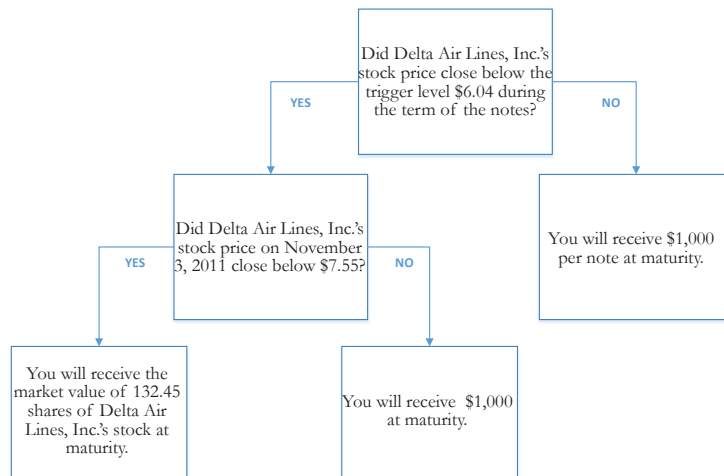 Did Delta Air Lines, Inc.'s
stock price close below the
trigger level $6.04 during
the term of the notes?
YES
NO
Did Delta Air Lines, Inc.'s
stock price on November
3, 2011 close below $7.55?
You will receive $1,000
per note at maturity.
YES
NO
You will receive the
market value of 132.45
shares of Delta Air
Lines, Inc.'s stock at
maturity.
You will receive $1,000
at maturity.